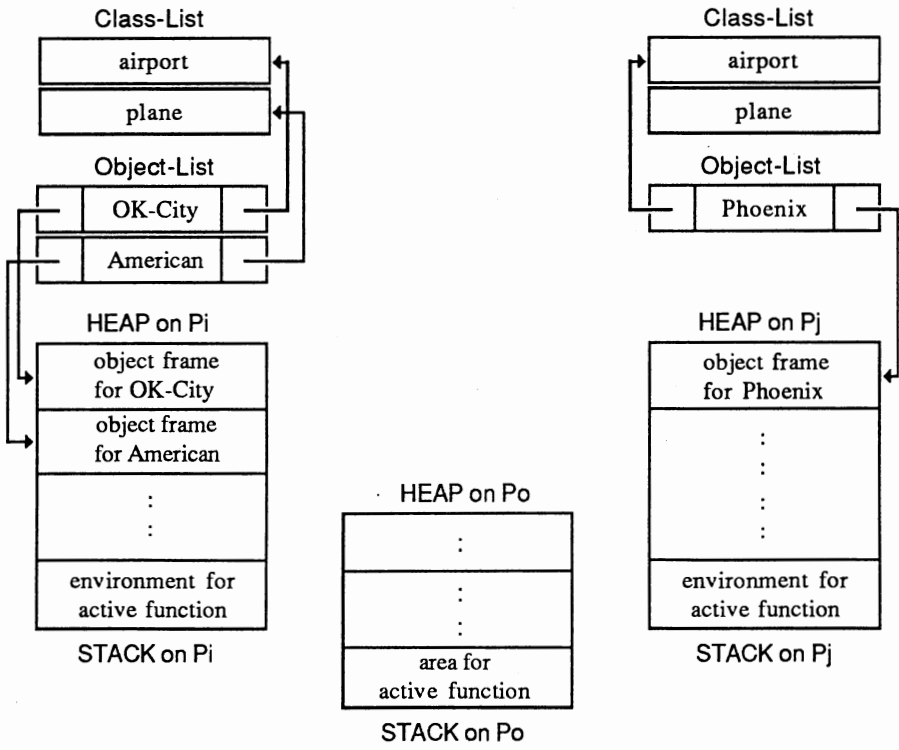 Class-List
airport
plane
Object-List
OK-City
American
HEAP on Pi
object frame
for OK-City
object frame
for American
:
:
environment for
active function
STACK on Pi
HEAP on Po
:
:
:
area for
active function
STACK on Po
Class-List
airport
plane
Object-List
Phoenix
HEAP on Pj
object frame
for Phoenix
:
:
:
:
environment for
active function
STACK on Pj